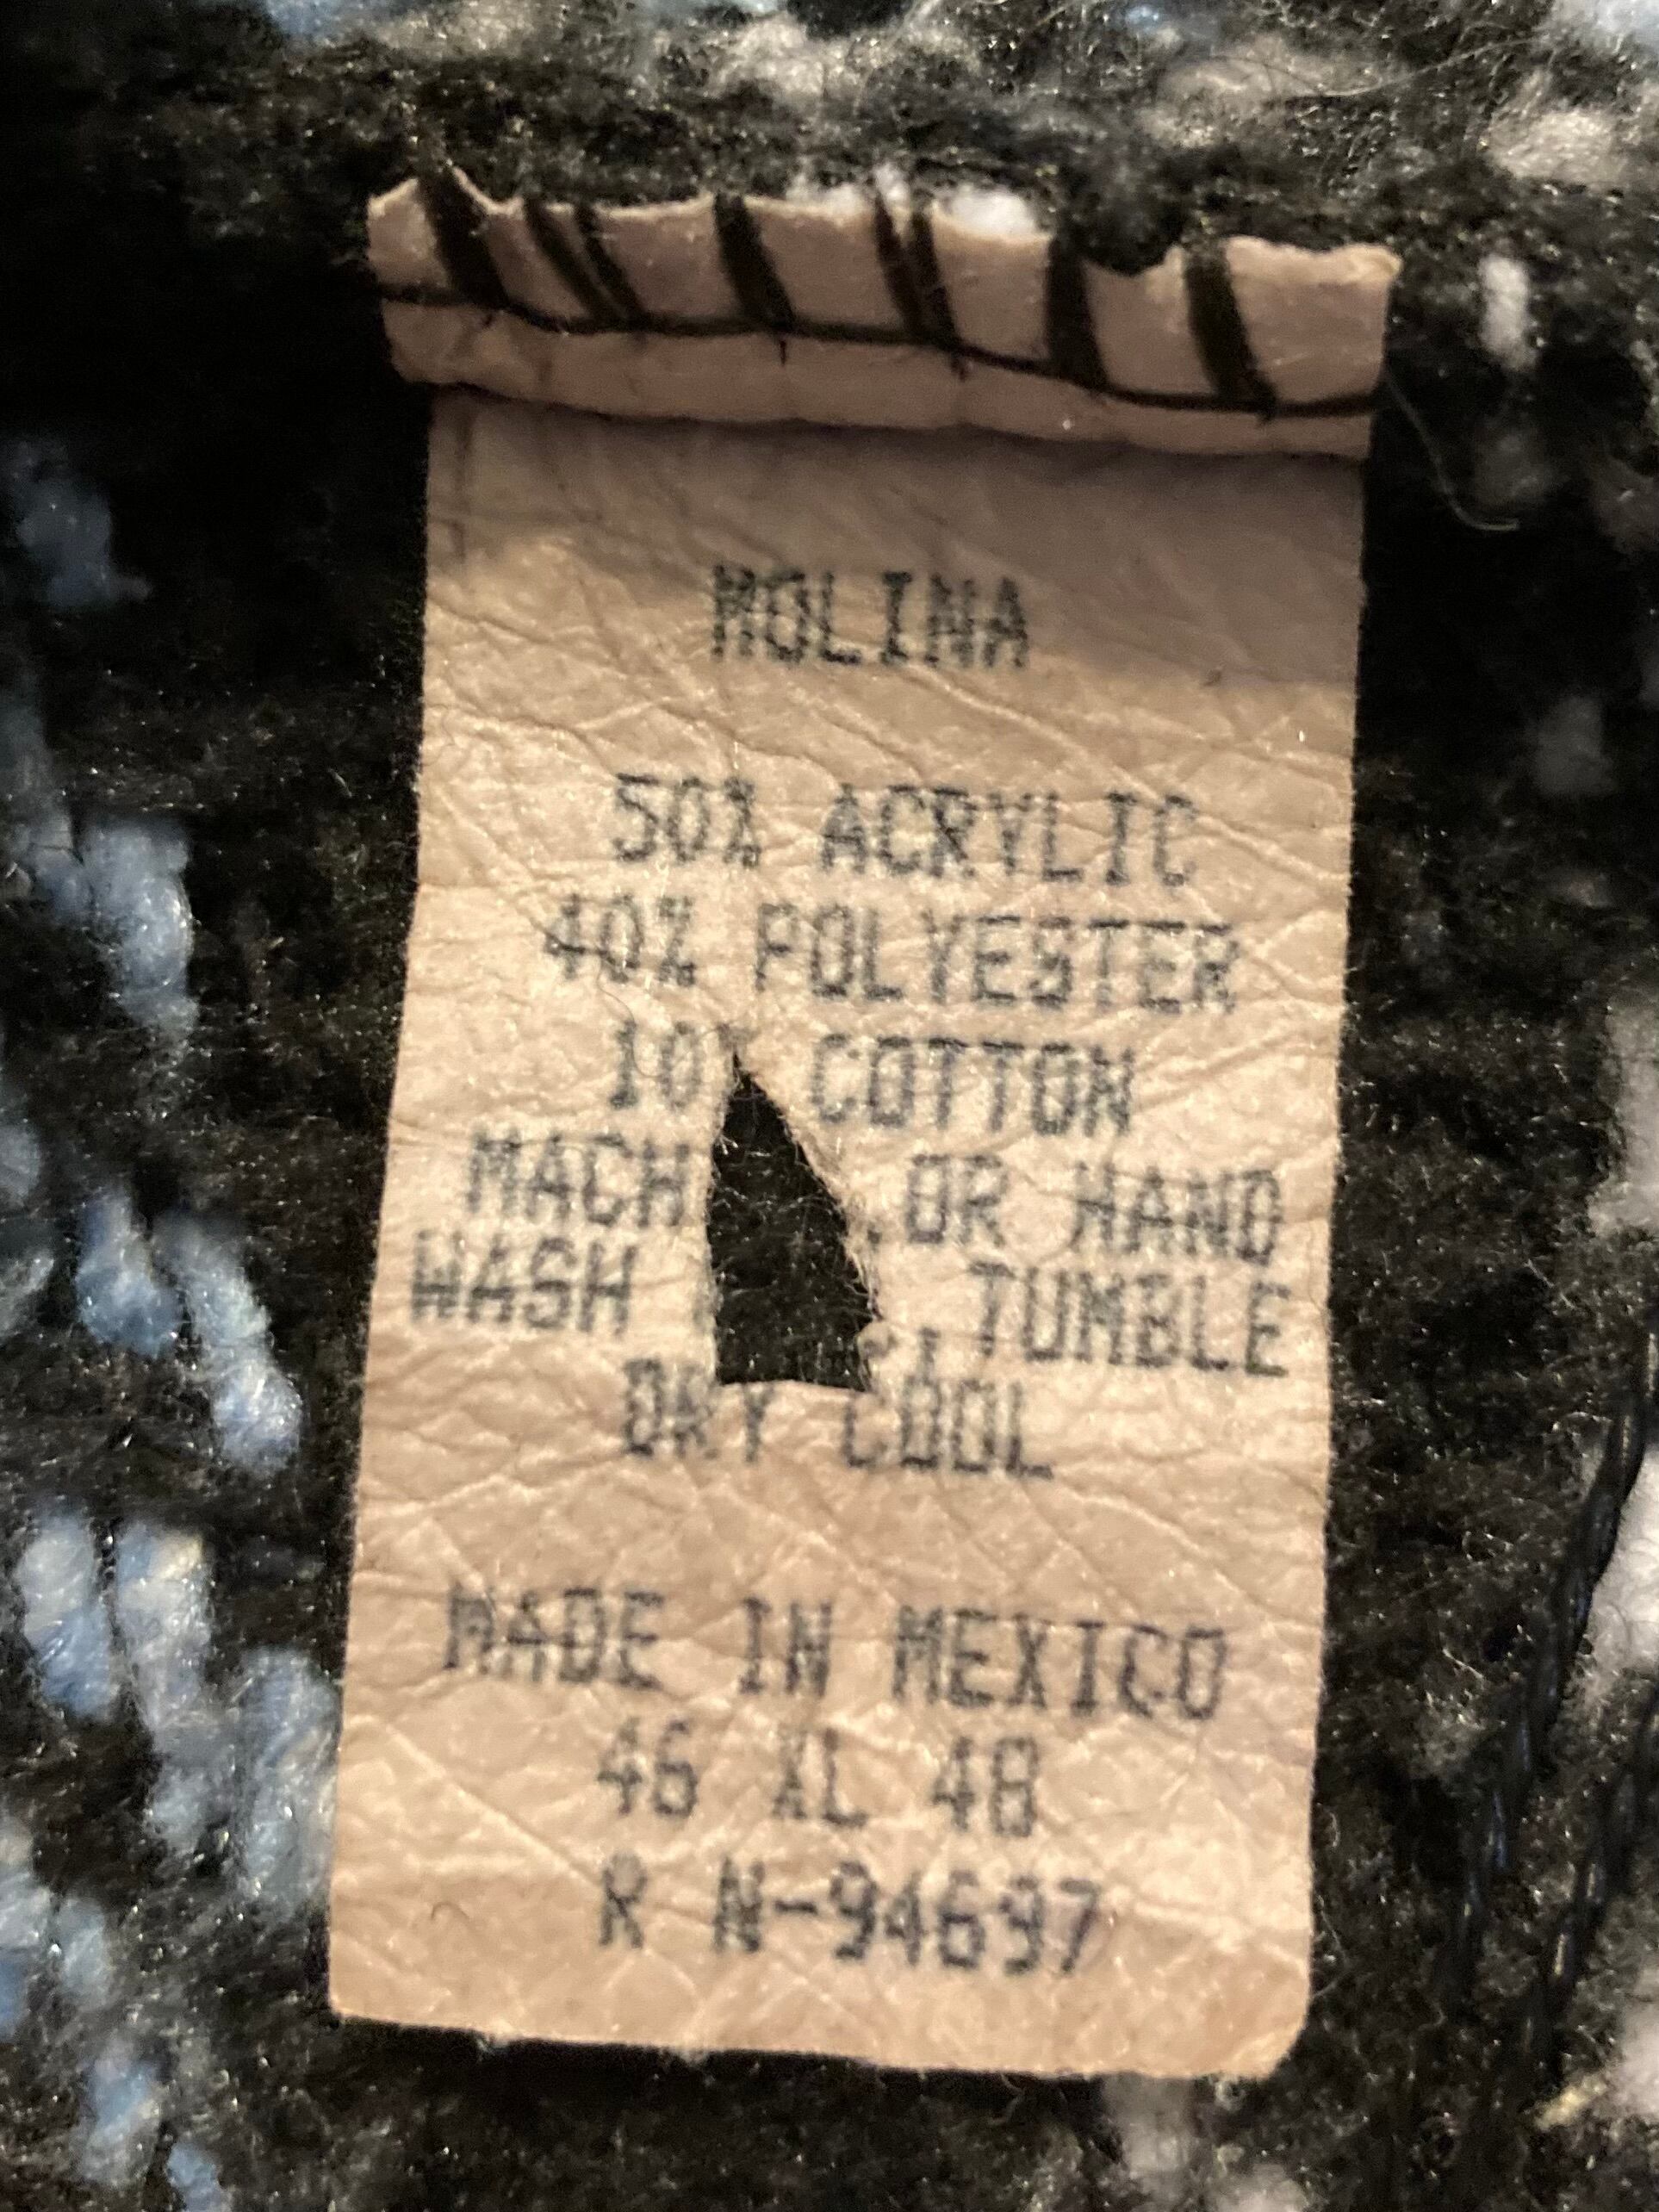 MOLINA
50% ACRYLIC
40% POLYESTER
10% COTTON
MACH OR HAND
WASH TUMBLE
DRY COOL
MADE IN MEXICO
46 XL 48
R N-94697